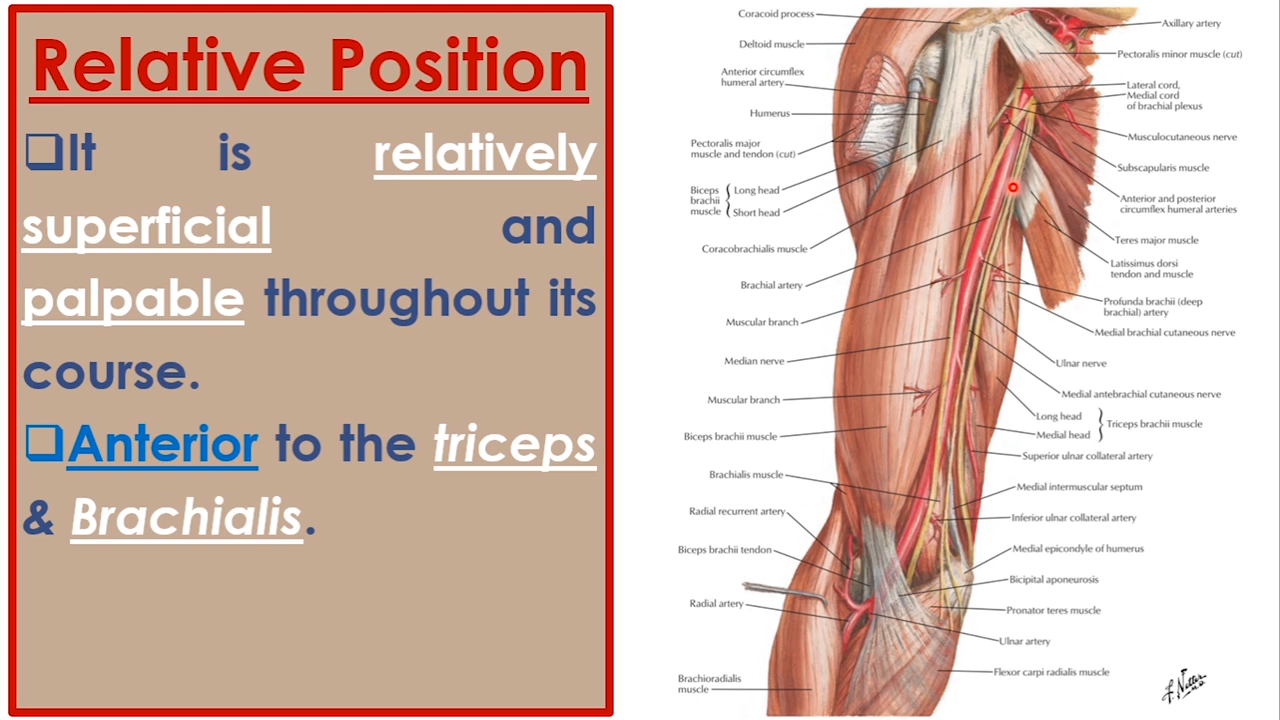 Relative Position
❑It is relatively
superficial and
palpable throughout its
course.
❑Anterior to the triceps
& Brachialis.
Coracoid process
Deltoid muscle
Anterior circumflex
humeral artery
Humerus
Pectoralis major
muscle and tendon (cut)
Biceps
brachii
muscle
Long head
Short head
Coracobrachialis muscle
Brachial artery
Muscular branch
Median nerve
Muscular branch
Biceps brachii muscle
Brachialis muscle
Radial recurrent artery
Biceps brachii tendon
Radial artery
Brachioradialis
muscle
Axillary artery
Pectoralis minor muscle (cut)
Lateral cord,
Medial cord
of brachial plexus
Musculocutaneous nerve
Subscapularis muscle
Anterior and posterior
circumflex humeral arteries
Teres major muscle
Latissimus dorsi
tendon and muscle
Profunda brachii (deep
brachial) artery
Medial brachial cutaneous nerve
Ulnar nerve
Medial antebrachial cutaneous nerve
Long head
Medial head
Triceps brachii muscle
Superior ulnar collateral artery
Medial intermuscular septum
Inferior ulnar collateral artery
Medial epicondyle of humerus
Bicipital aponeurosis
Pronator teres muscle
Ulnar artery
Flexor carpi radialis muscle
F. Netter